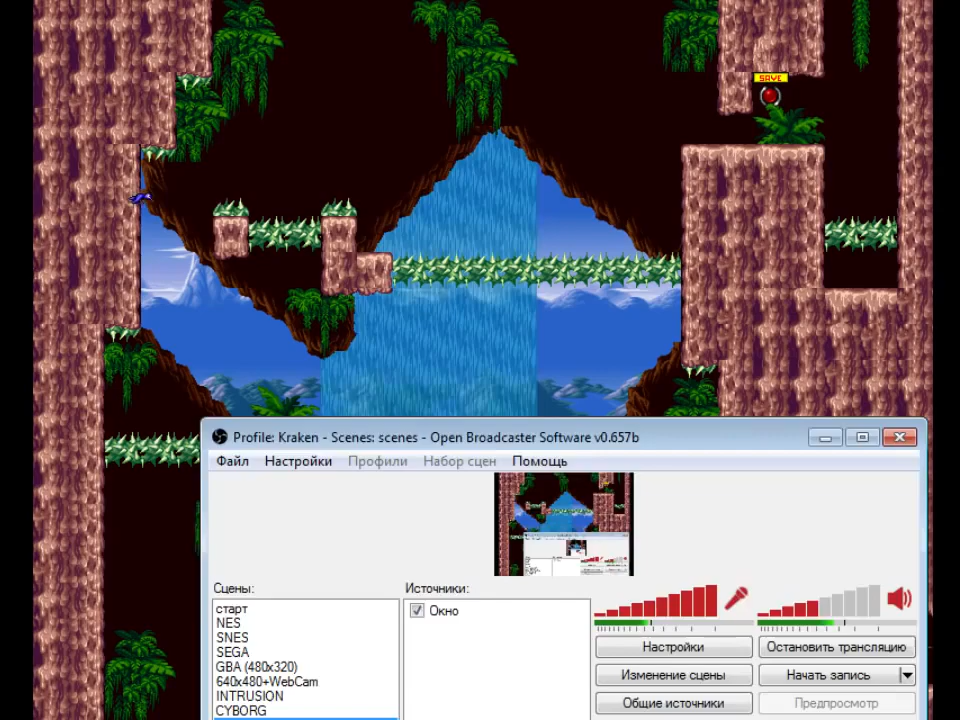 SAVE
Profile: Kraken - Scenes: scenes - Open Broadcaster Software v0.657b
Файл Настройки Профили Набор сцен Помощь
Сцены: Источники:
старт
NES
SNES
SEGA
GBA (480x320)
640x480+WebCam
INTRUSION
CYBORG
Окно
Настройки Остановить трансляцию
Изменение сцены Начать запись
Общие источники Предпросмотр